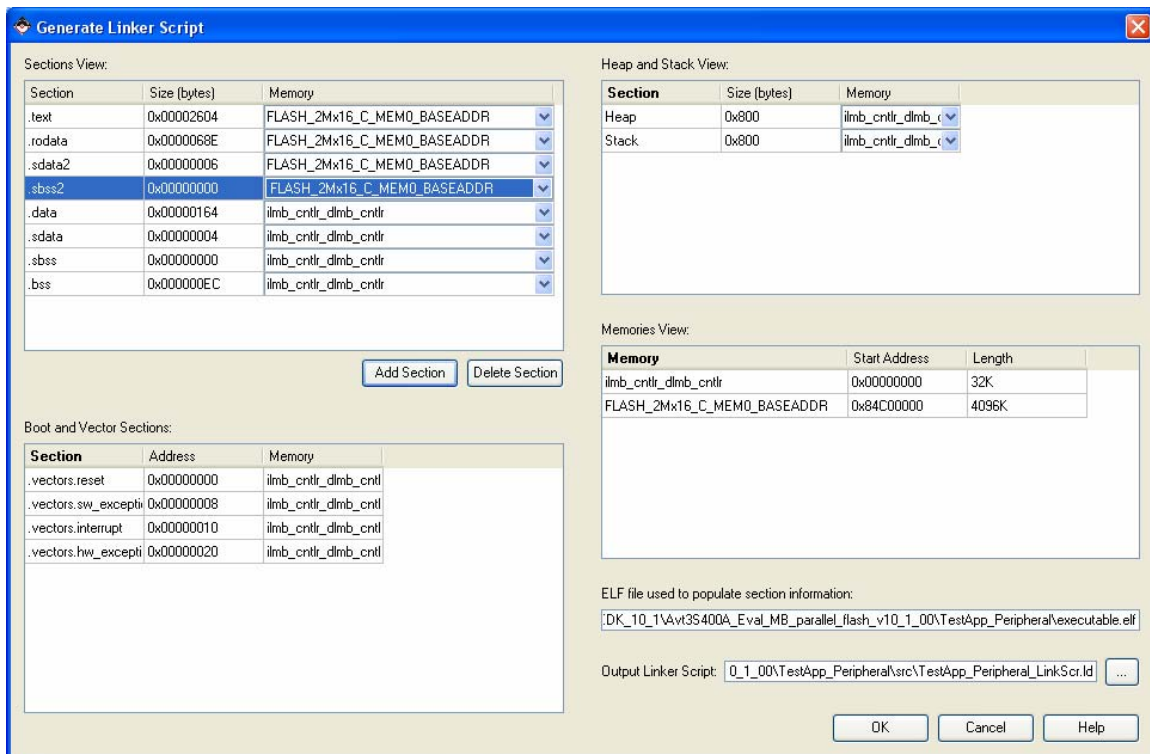 Generate Linker Script
Sections View:
Section Size (bytes) Memory
.text 0x00002604 FLASH_2Mx16_C_MEM0_BASEADDR
.rodata 0x0000068E FLASH_2Mx16_C_MEM0_BASEADDR
.sdata2 0x00000006 FLASH_2Mx16_C_MEM0_BASEADDR
.sbss2 0x00000000 FLASH_2Mx16_C_MEM0_BASEADDR
.data 0x00000164 ilmb_cntlr_dlmb_cntlr
.sdata 0x00000004 ilmb_cntlr_dlmb_cntlr
.sbss 0x00000000 ilmb_cntlr_dlmb_cntlr
.bss 0x000000EC ilmb_cntlr_dlmb_cntlr
Add Section Delete Section
Boot and Vector Sections:
Section Address Memory
.vectors.reset 0x00000000 ilmb_cntlr_dlmb_cntl
.vectors.sw_excepti 0x00000008 ilmb_cntlr_dlmb_cntl
.vectors.interrupt 0x00000010 ilmb_cntlr_dlmb_cntl
.vectors.hw_excepti 0x00000020 ilmb_cntlr_dlmb_cntl
Heap and Stack View:
Section Size (bytes) Memory
Heap 0x800 ilmb_cntlr_dlmb_(
Stack 0x800 ilmb_cntlr_dlmb_(
Memories View:
Memory Start Address Length
ilmb_cntlr_dlmb_cntlr 0x00000000 32K
FLASH_2Mx16_C_MEM0_BASEADDR 0x84C00000 4096K
ELF file used to populate section information:
:DK_10_1\Avt3S400A_Eval_MB_parallel_flash_v10_1_00\TestApp_Peripheral\executable.elf
Output Linker Script: 0_1_00\TestApp_Peripheral\src\TestApp_Peripheral_LinkScr.ld ...
OK Cancel Help